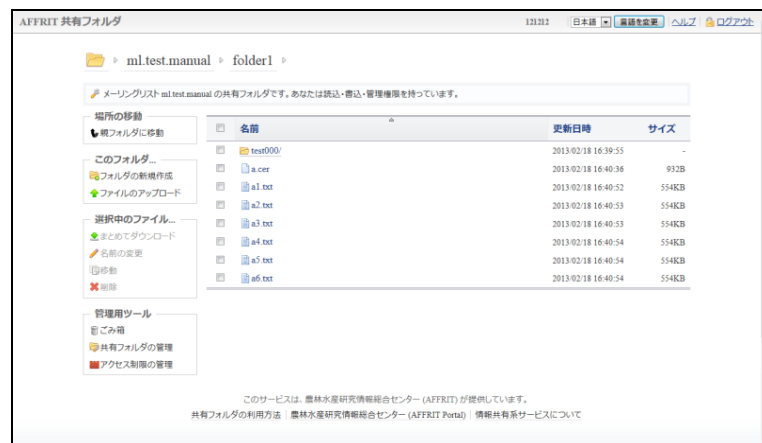 AFFRIT 共有フォルダ 121212 日本語 言語を変更 ヘルプ ログアウト
ml.test.manual folder1
メーリングリスト ml.test.manual の共有フォルダです。あなたは読込・書込・管理権限を持っています。
場所の移動
親フォルダに移動
このフォルダ...
フォルダの新規作成
ファイルのアップロード
選択中のファイル...
まとめてダウンロード
名前の変更
移動
削除
管理用ツール
ごみ箱
共有フォルダの管理
アクセス制限の管理
名前 更新日時 サイズ
test000/ 2013/02/18 16:39:55 -
a.cer 2013/02/18 16:40:36 932B
a1.txt 2013/02/18 16:40:52 554KB
a2.txt 2013/02/18 16:40:53 554KB
a3.txt 2013/02/18 16:40:53 554KB
a4.txt 2013/02/18 16:40:54 554KB
a5.txt 2013/02/18 16:40:54 554KB
a6.txt 2013/02/18 16:40:54 554KB
このサービスは、農林水産研究情報総合センター (AFFRIT) が提供しています。
共有フォルダの利用方法 | 農林水産研究情報総合センター (AFFRIT Portal) | 情報共有系サービスについて